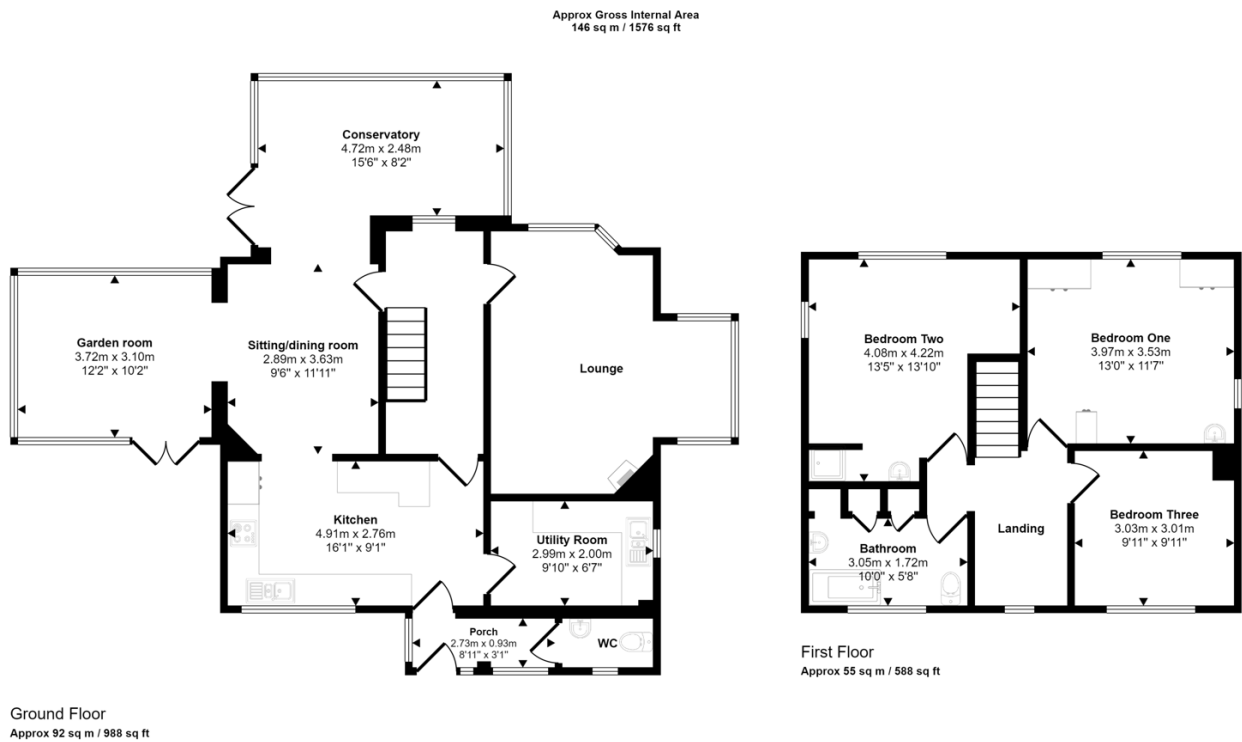 Approx Gross Internal Area
146 sq m / 1576 sq ft
Conservatory
4.72m x 2.48m
15'6" x 8'2"
Garden room
3.72m x 3.10m
12'2" x 10'2"
Sitting/dining room
2.89m x 3.63m
9'6" x 11'11"
Lounge
Kitchen
4.91m x 2.76m
16'1" x 9'1"
Utility Room
2.99m x 2.00m
9'10" x 6'7"
Porch
2.73m x 0.93m
8'11" x 3'1"
WC
Ground Floor
Approx 92 sq m / 988 sq ft
Bedroom Two
4.08m x 4.22m
13'5" x 13'10"
Bedroom One
3.97m x 3.53m
13'0" x 11'7"
Bedroom Three
3.03m x 3.01m
9'11" x 9'11"
Landing
Bathroom
3.05m x 1.72m
10'0" x 5'8"
First Floor
Approx 55 sq m / 588 sq ft